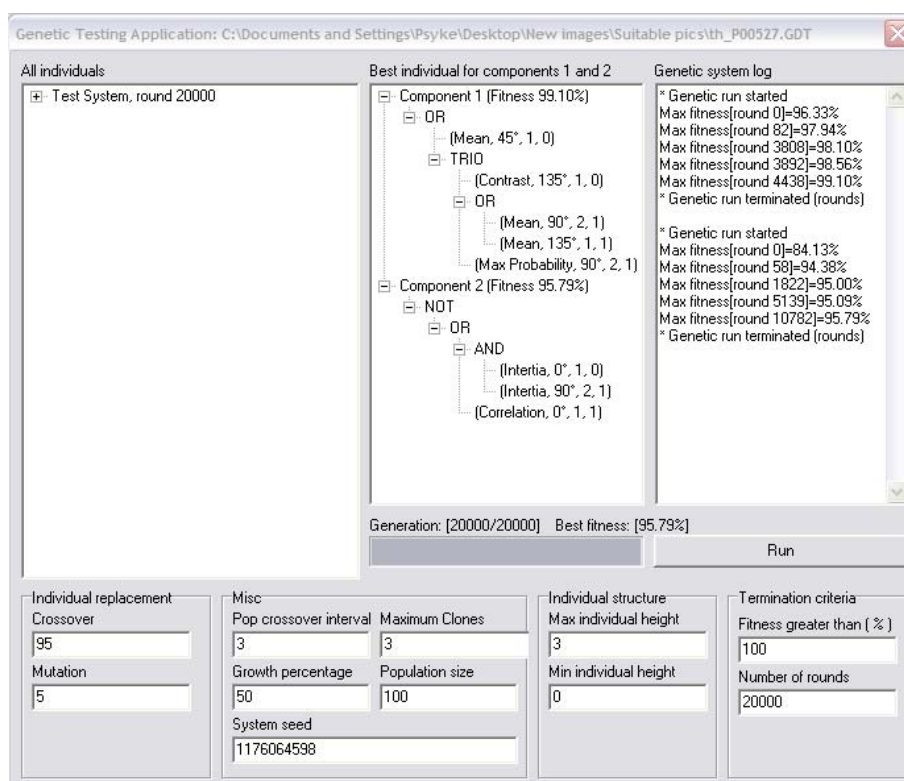 Genetic Testing Application: C:\Documents and Settings\Psyke\Desktop\New images\Suitable pics\th_P00527.GDT
All individuals
Test System, round 20000
Best individual for components 1 and 2
Component 1 (Fitness 99.10%)
OR
(Mean, 45°, 1, 0)
TRIO
(Contrast, 135°, 1, 0)
OR
(Mean, 90°, 2, 1)
(Mean, 135°, 1, 1)
(Max Probability, 90°, 2, 1)
Component 2 (Fitness 95.79%)
NOT
OR
AND
(Intertia, 0°, 1, 0)
(Intertia, 90°, 2, 1)
(Correlation, 0°, 1, 1)
Genetic system log
* Genetic run started
Max fitness[round 0]=96.33%
Max fitness[round 82]=97.94%
Max fitness[round 3808]=98.10%
Max fitness[round 3892]=98.56%
Max fitness[round 4438]=99.10%
* Genetic run terminated (rounds)
* Genetic run started
Max fitness[round 0]=84.13%
Max fitness[round 58]=94.38%
Max fitness[round 1822]=95.00%
Max fitness[round 5139]=95.09%
Max fitness[round 10782]=95.79%
* Genetic run terminated (rounds)
Generation: [20000/20000] Best fitness: [95.79%]
Run
Individual replacement
Crossover
95
Mutation
5
Misc
Pop crossover interval Maximum Clones
3 3
Growth percentage Population size
50 100
System seed
1176064598
Individual structure
Max individual height
3
Min individual height
0
Termination criteria
Fitness greater than ( % )
100
Number of rounds
20000